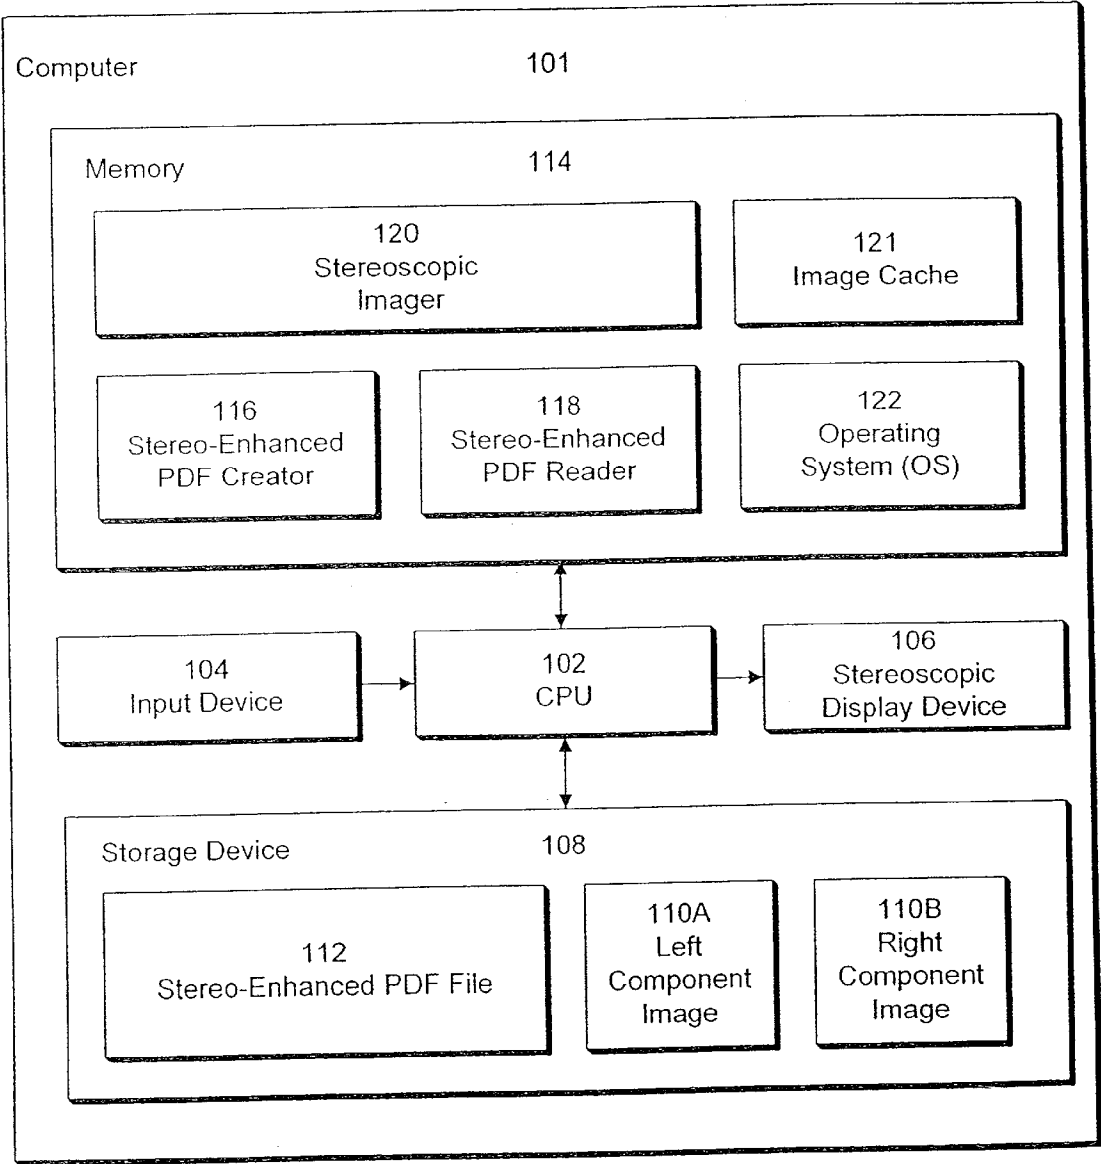 Computer 101
Memory 114
120
Stereoscopic
Imager
121
Image Cache
116
Stereo-Enhanced
PDF Creator
118
Stereo-Enhanced
PDF Reader
122
Operating
System (OS)
104
Input Device
102
CPU
106
Stereoscopic
Display Device
Storage Device 108
112
Stereo-Enhanced PDF File
110A
Left
Component
Image
110B
Right
Component
Image